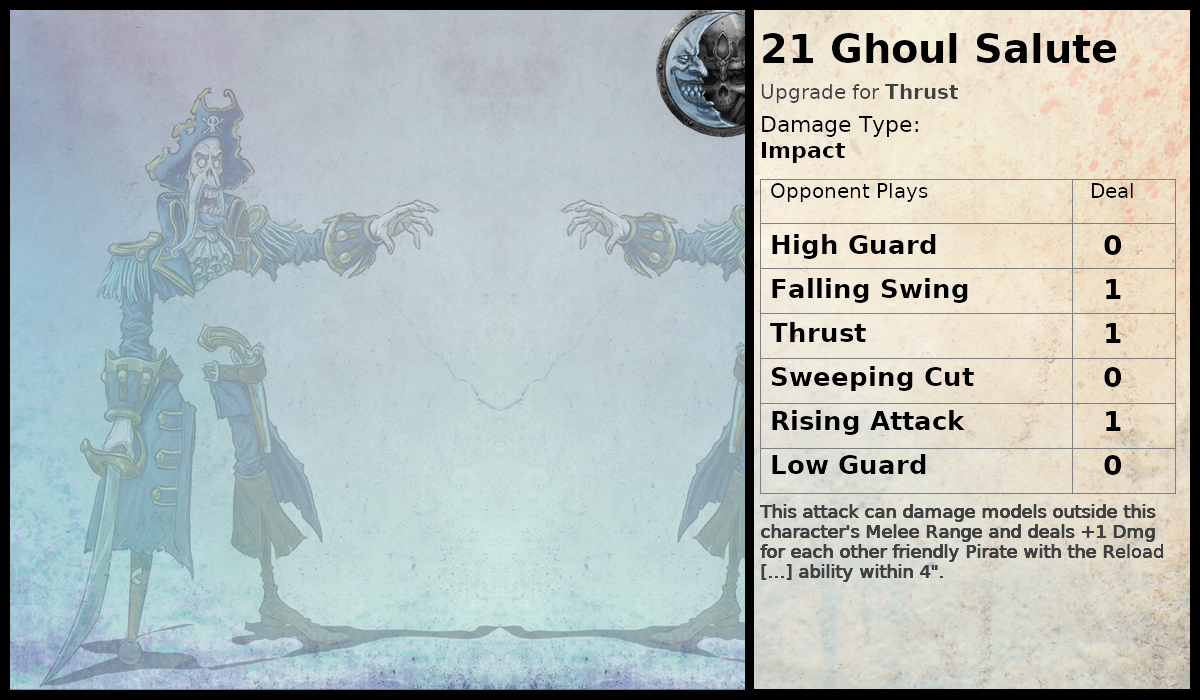 21 Ghoul Salute
Upgrade for Thrust
Damage Type:
Impact
Opponent Plays Deal
High Guard 0
Falling Swing 1
Thrust 1
Sweeping Cut 0
Rising Attack 1
Low Guard 0
This attack can damage models outside this
character's Melee Range and deals +1 Dmg
for each other friendly Pirate with the Reload
[...] ability within 4".